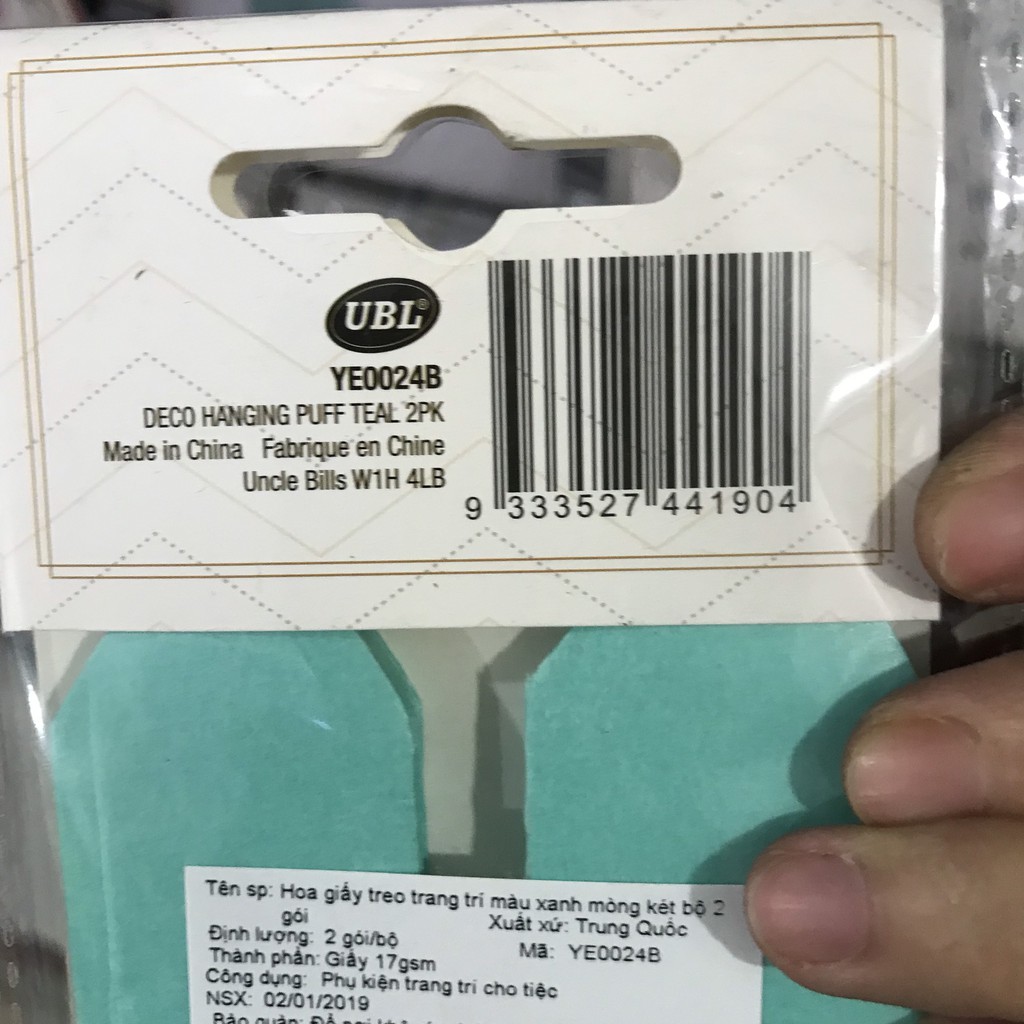 UBL®
YE0024B
DECO HANGING PUFF TEAL 2PK
Made in China Fabrique en Chine
Uncle Bills W1H 4LB
9 333527 441904
Tên sp: Hoa giấy treo trang trí màu xanh mòng két bộ 2
gói
Xuất xứ: Trung Quốc
Định lượng: 2 gói/bộ
Mã: YE0024B
Thành phần: Giấy 17gsm
Công dụng: Phụ kiện trang trí cho tiệc
NSX: 02/01/2019
Bảo quản: